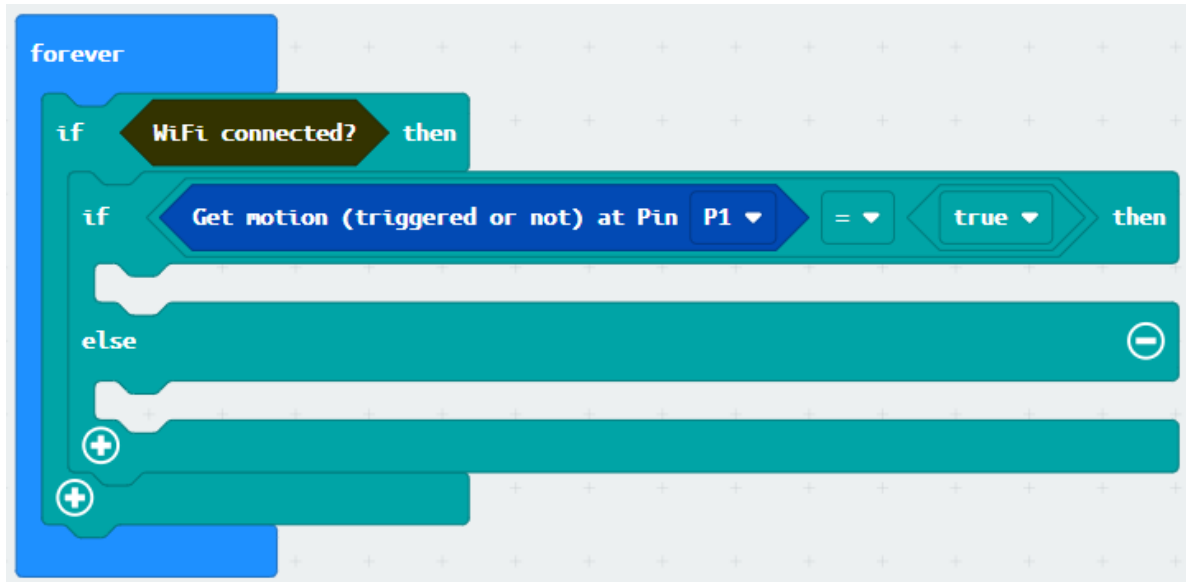 forever
if WiFi connected? then
if Get motion (triggered or not) at Pin P1 = true then
else